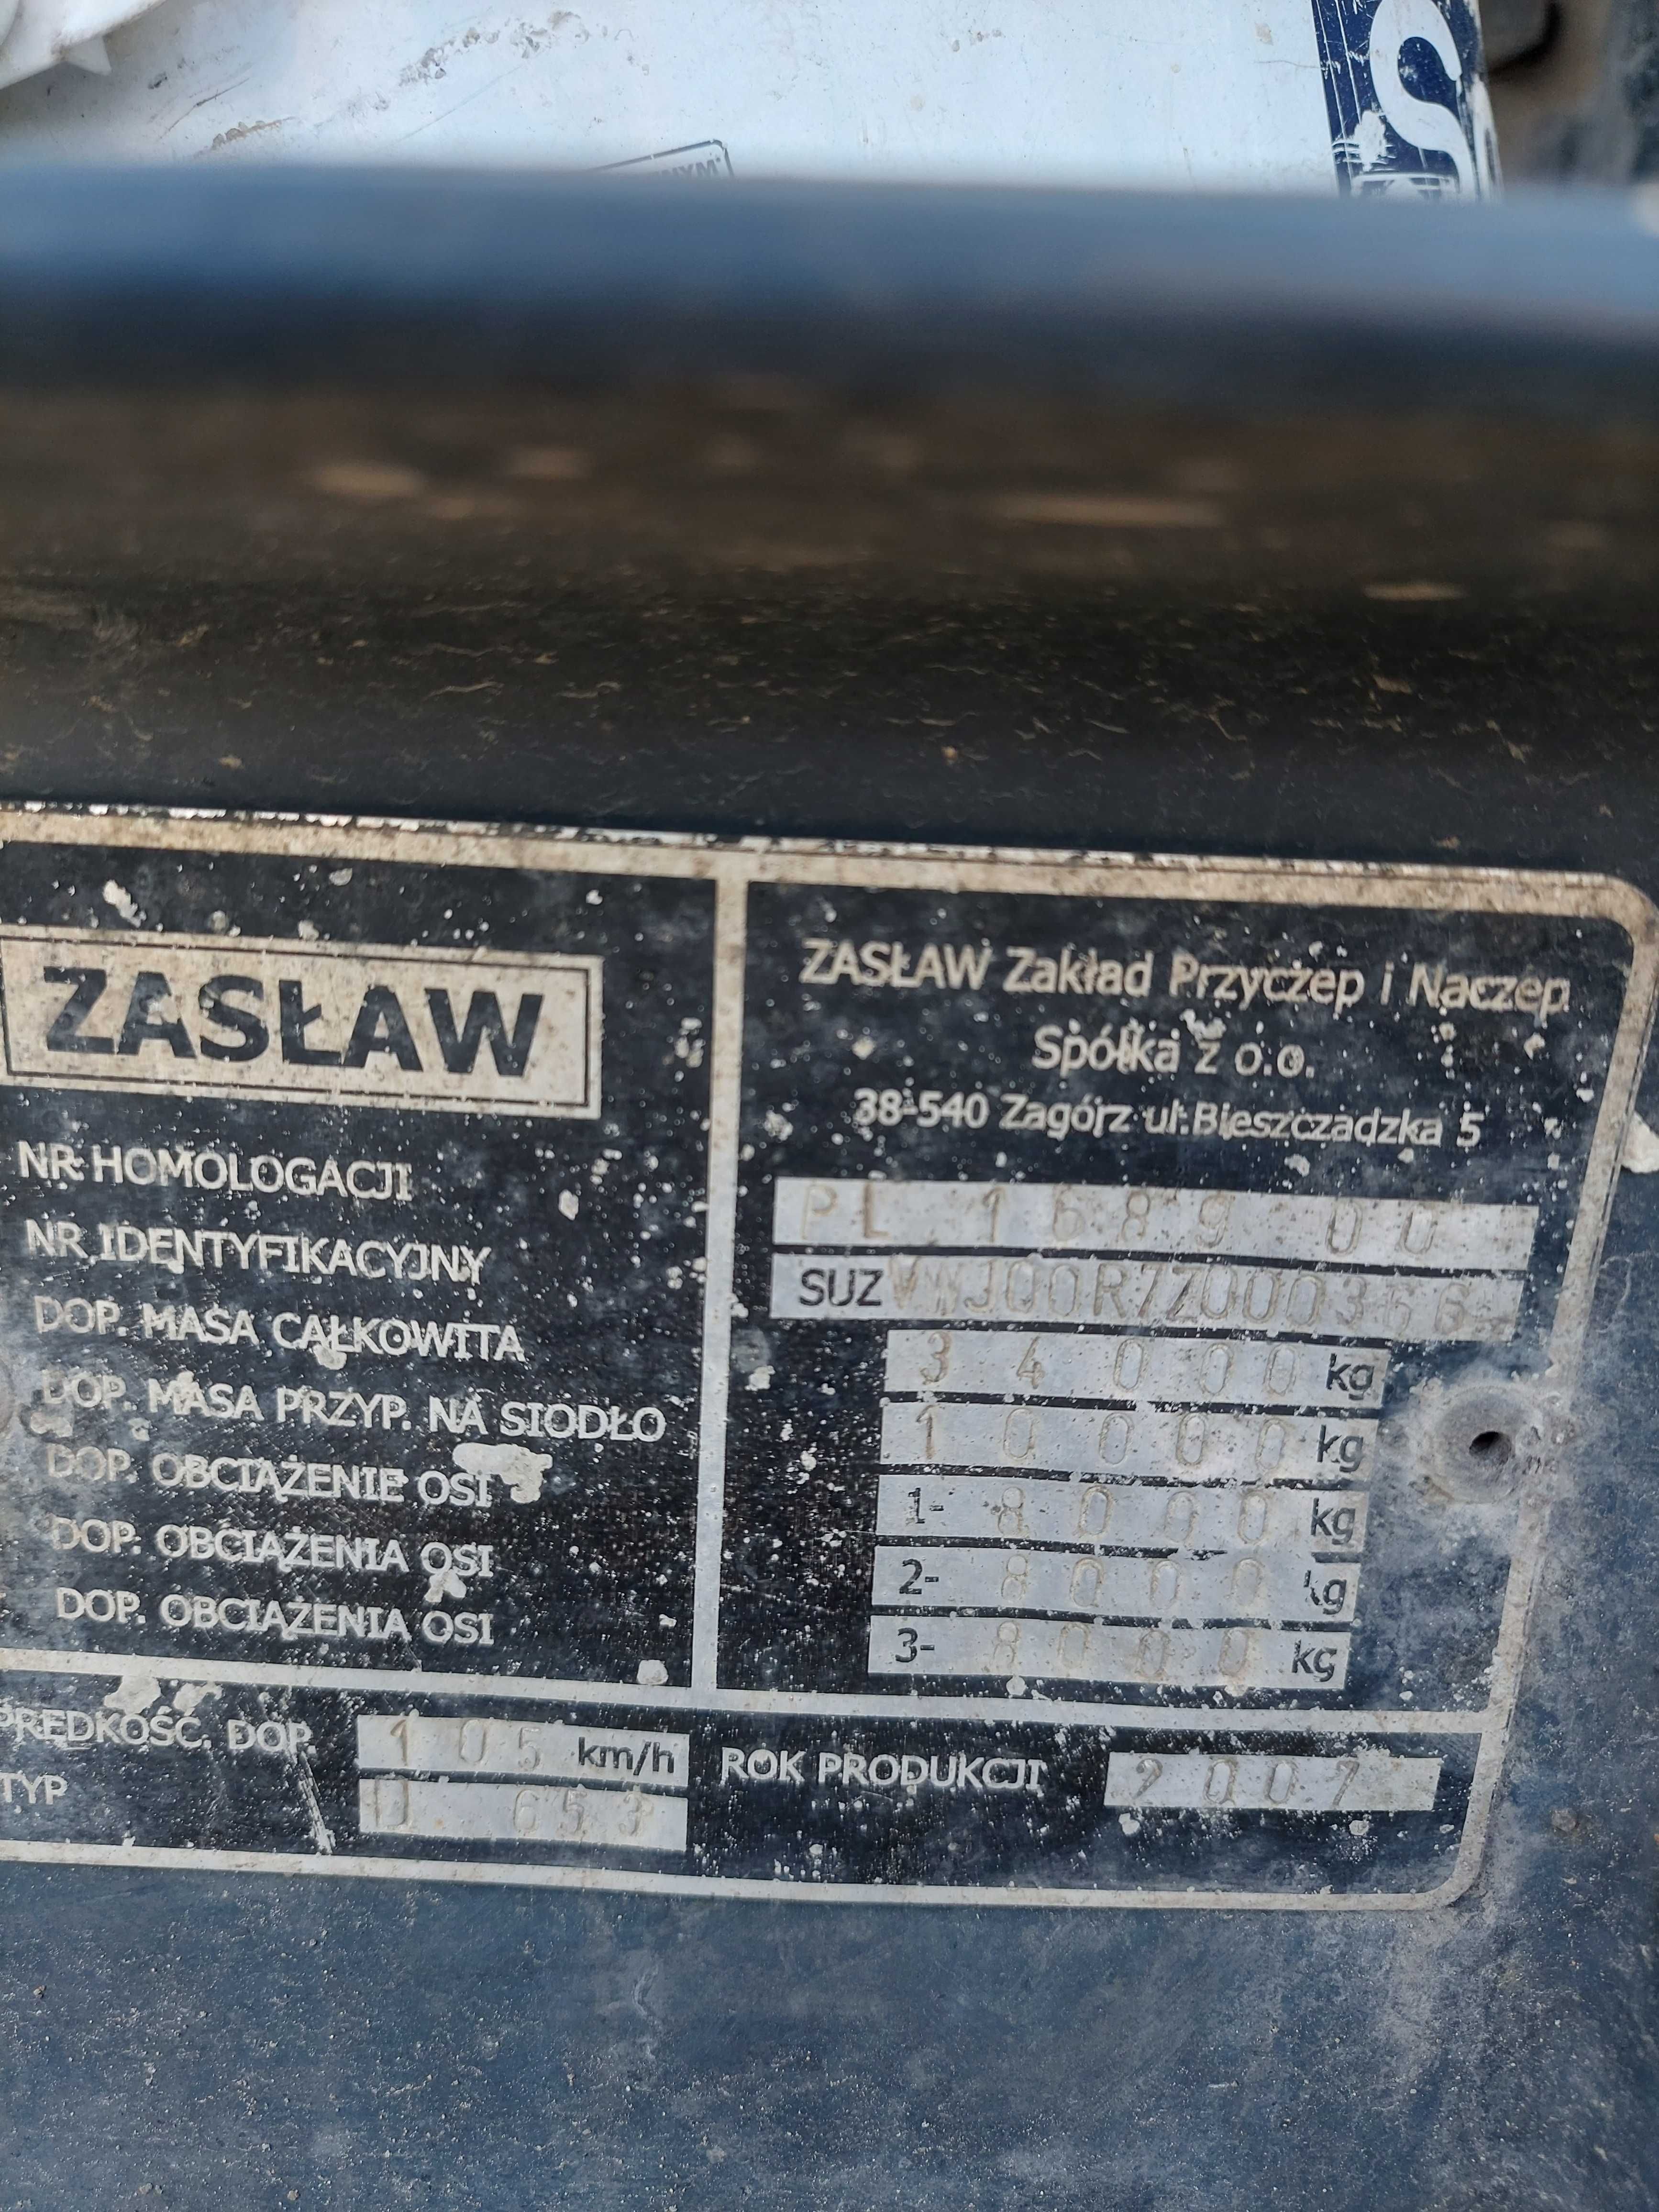 S
ZASŁAW
ZASŁAW Zakład Przyczep i Naczep
Spółka z o.o.
38-540 Zagórz ul.Bieszczadzka 5
NR HOMOLOGACJI PL 1689 00
NR IDENTYFIKACYJNY SUZVWJ00R7Z0000366
DOP. MASA CAŁKOWITA 34000 kg
DOP. MASA PRZYP. NA SIODŁO 10000 kg
DOP. OBCIĄŻENIE OSI 1- 8000 kg
DOP. OBCIĄŻENIA OSI 2- 8000 kg
DOP. OBCIĄŻENIA OSI 3- 8000 kg
PRĘDKOŚĆ. DOP. 105 km/h ROK PRODUKCJI 2007
TYP D 653